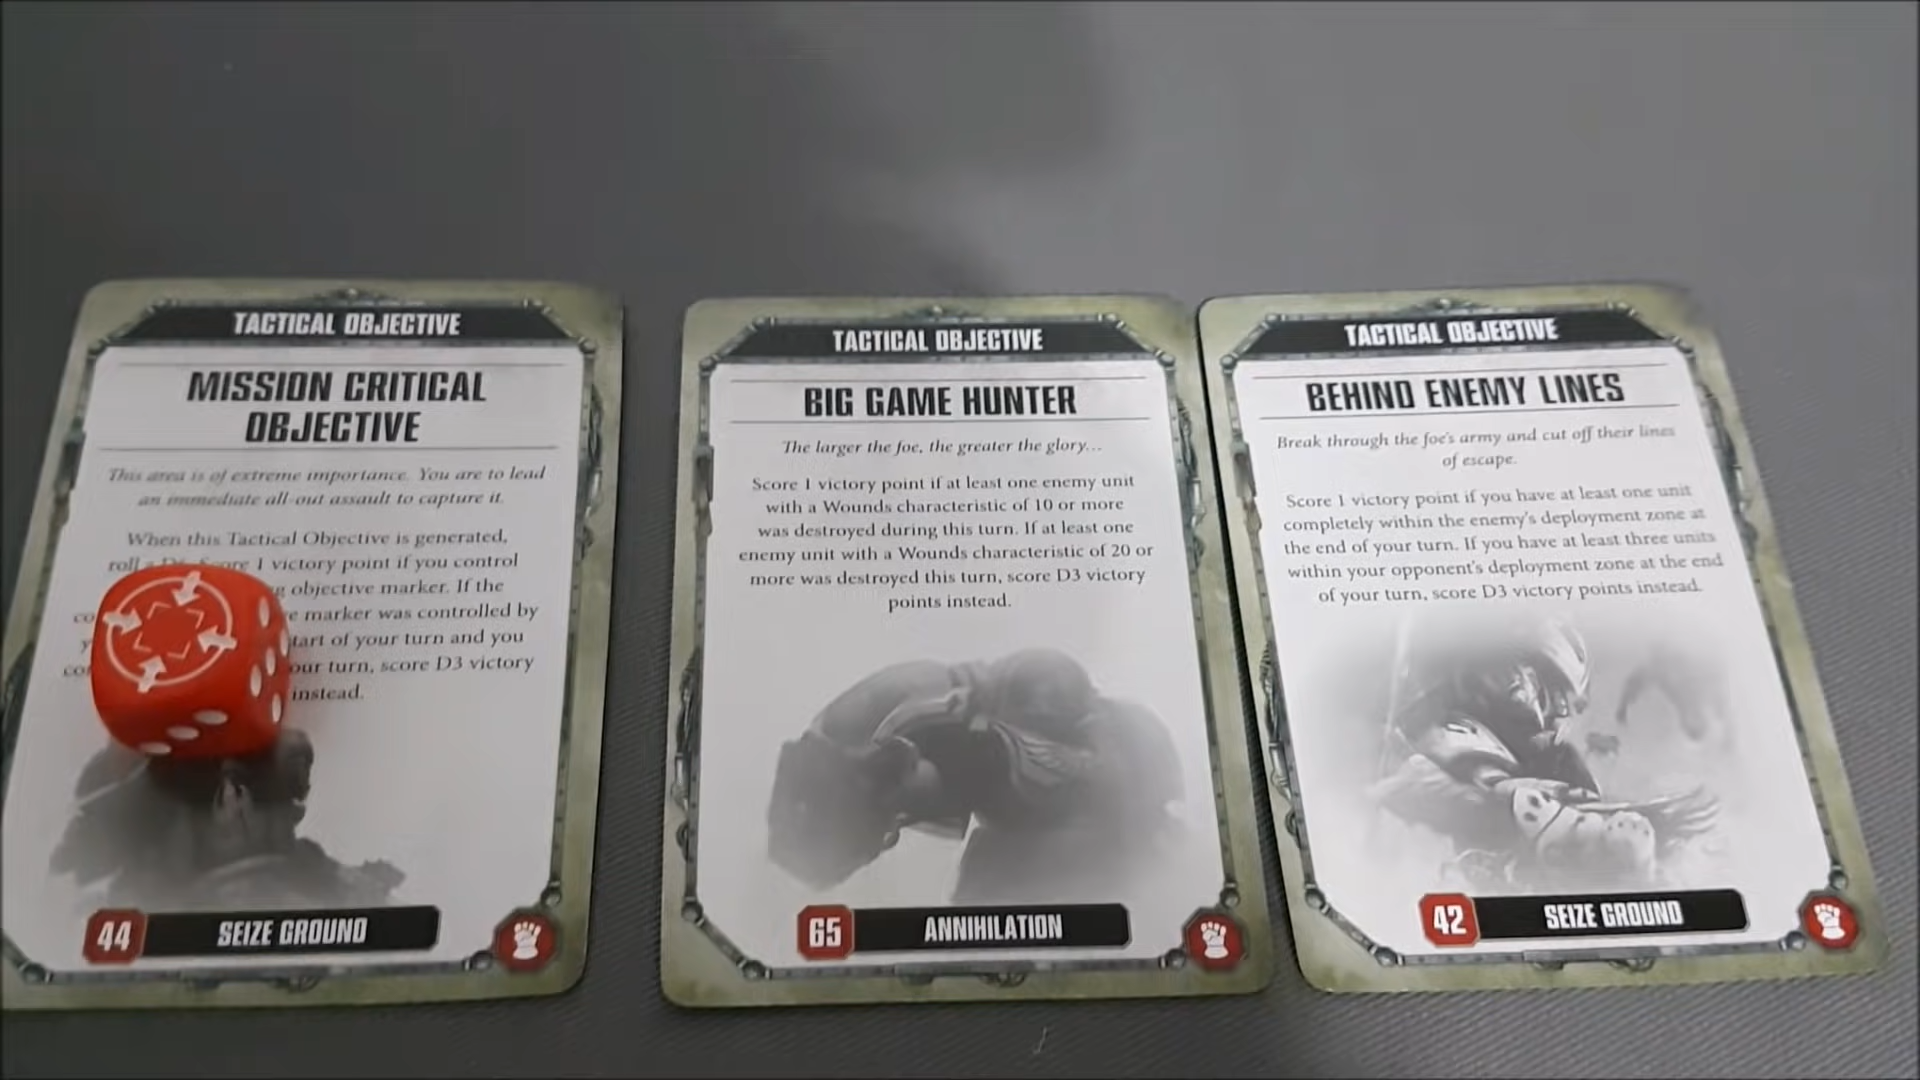 TACTICAL OBJECTIVE
MISSION CRITICAL
OBJECTIVE
This area is of extreme importance. You are to lead
an immediate all-out assault to capture it.
When this Tactical Objective is generated,
roll 1 victory point if you control
objective marker. If the
marker was controlled by
start of your turn and you
our turn, score D3 victory
instead.
44
SEIZE GROUND
TACTICAL OBJECTIVE
BIG GAME HUNTER
The larger the foe, the greater the glory...
Score 1 victory point if at least one enemy unit
with a Wounds characteristic of 10 or more
was destroyed during this turn. If at least one
enemy unit with a Wounds characteristic of 20 or
more was destroyed this turn, score D3 victory
points instead.
65
ANNIHILATION
TACTICAL OBJECTIVE
BEHIND ENEMY LINES
Break through the foe's army and cut off their lines
of escape.
Score 1 victory point if you have at least one unit
completely within the enemy's deployment zone at
the end of your turn. If you have at least three units
within your opponent's deployment zone at the end
of your turn, score D3 victory points instead.
42
SEIZE GROUND